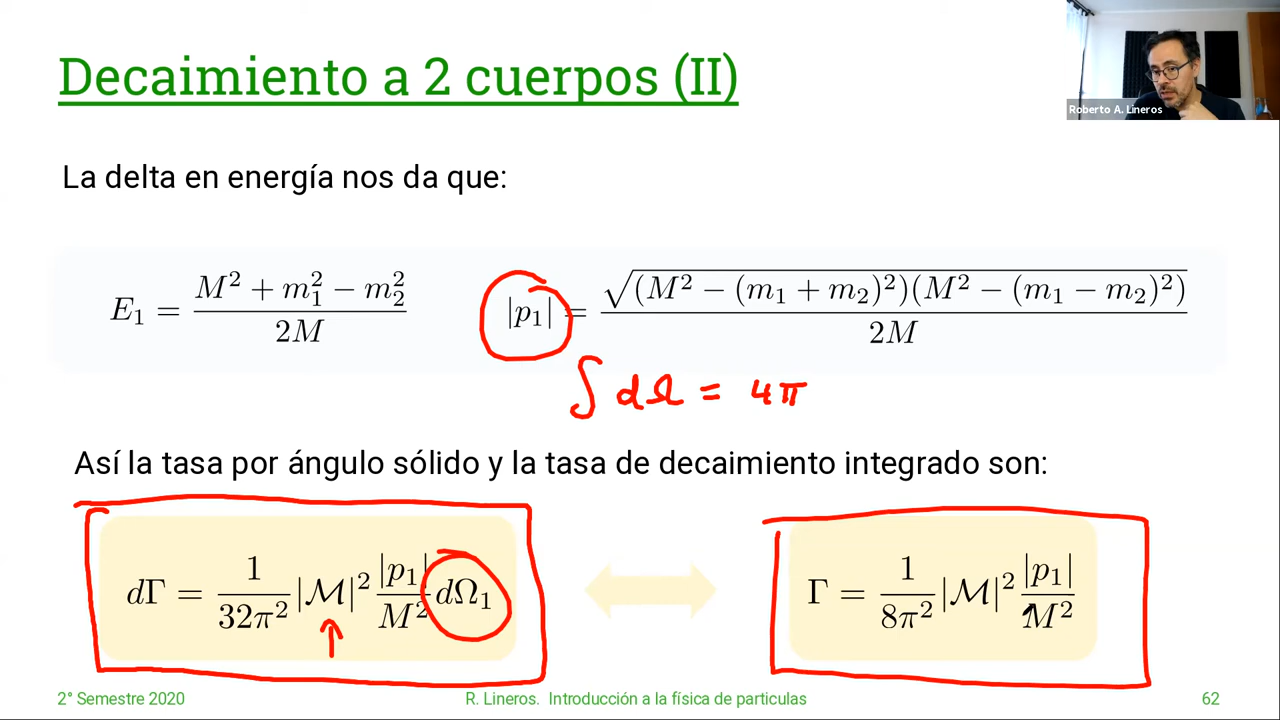 Decaimiento a 2 cuerpos (II)
Roberto A. Lineros
La delta en energía nos da que:
E₁ = (M² + m₁² − m₂²) / 2M
|p₁| = √((M² − (m₁ + m₂)²)(M² − (m₁ − m₂)²)) / 2M
∫ dΩ = 4π
Así la tasa por ángulo sólido y la tasa de decaimiento integrado son:
dΓ = 1/32π² |ℳ|² |p₁|/M² dΩ₁
Γ = 1/8π² |ℳ|² |p₁|/M²
2° Semestre 2020
R. Lineros. Introducción a la física de particulas
62